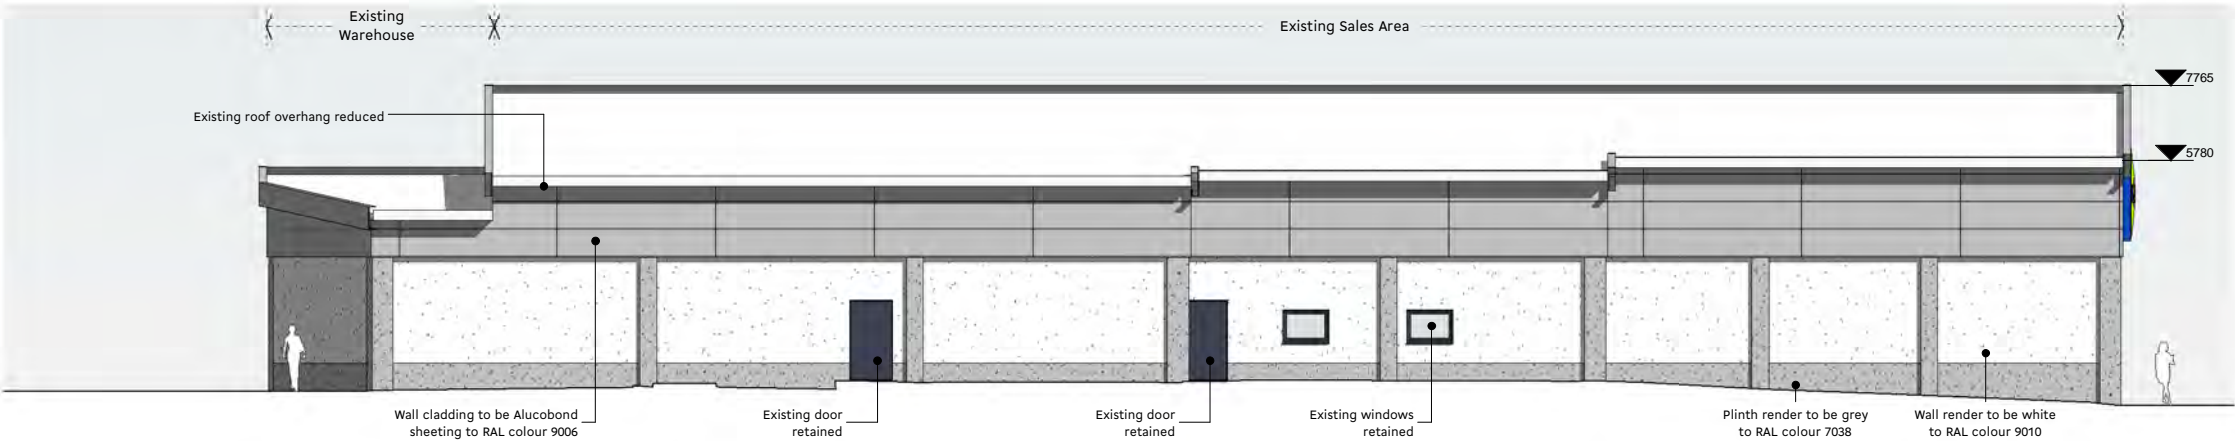 Existing
Warehouse
Existing Sales Area
7765
Existing roof overhang reduced
5780
Wall cladding to be Alucobond
sheeting to RAL colour 9006
Existing door
retained
Existing door
retained
Existing windows
retained
Plinth render to be grey
to RAL colour 7038
Wall render to be white
to RAL colour 9010